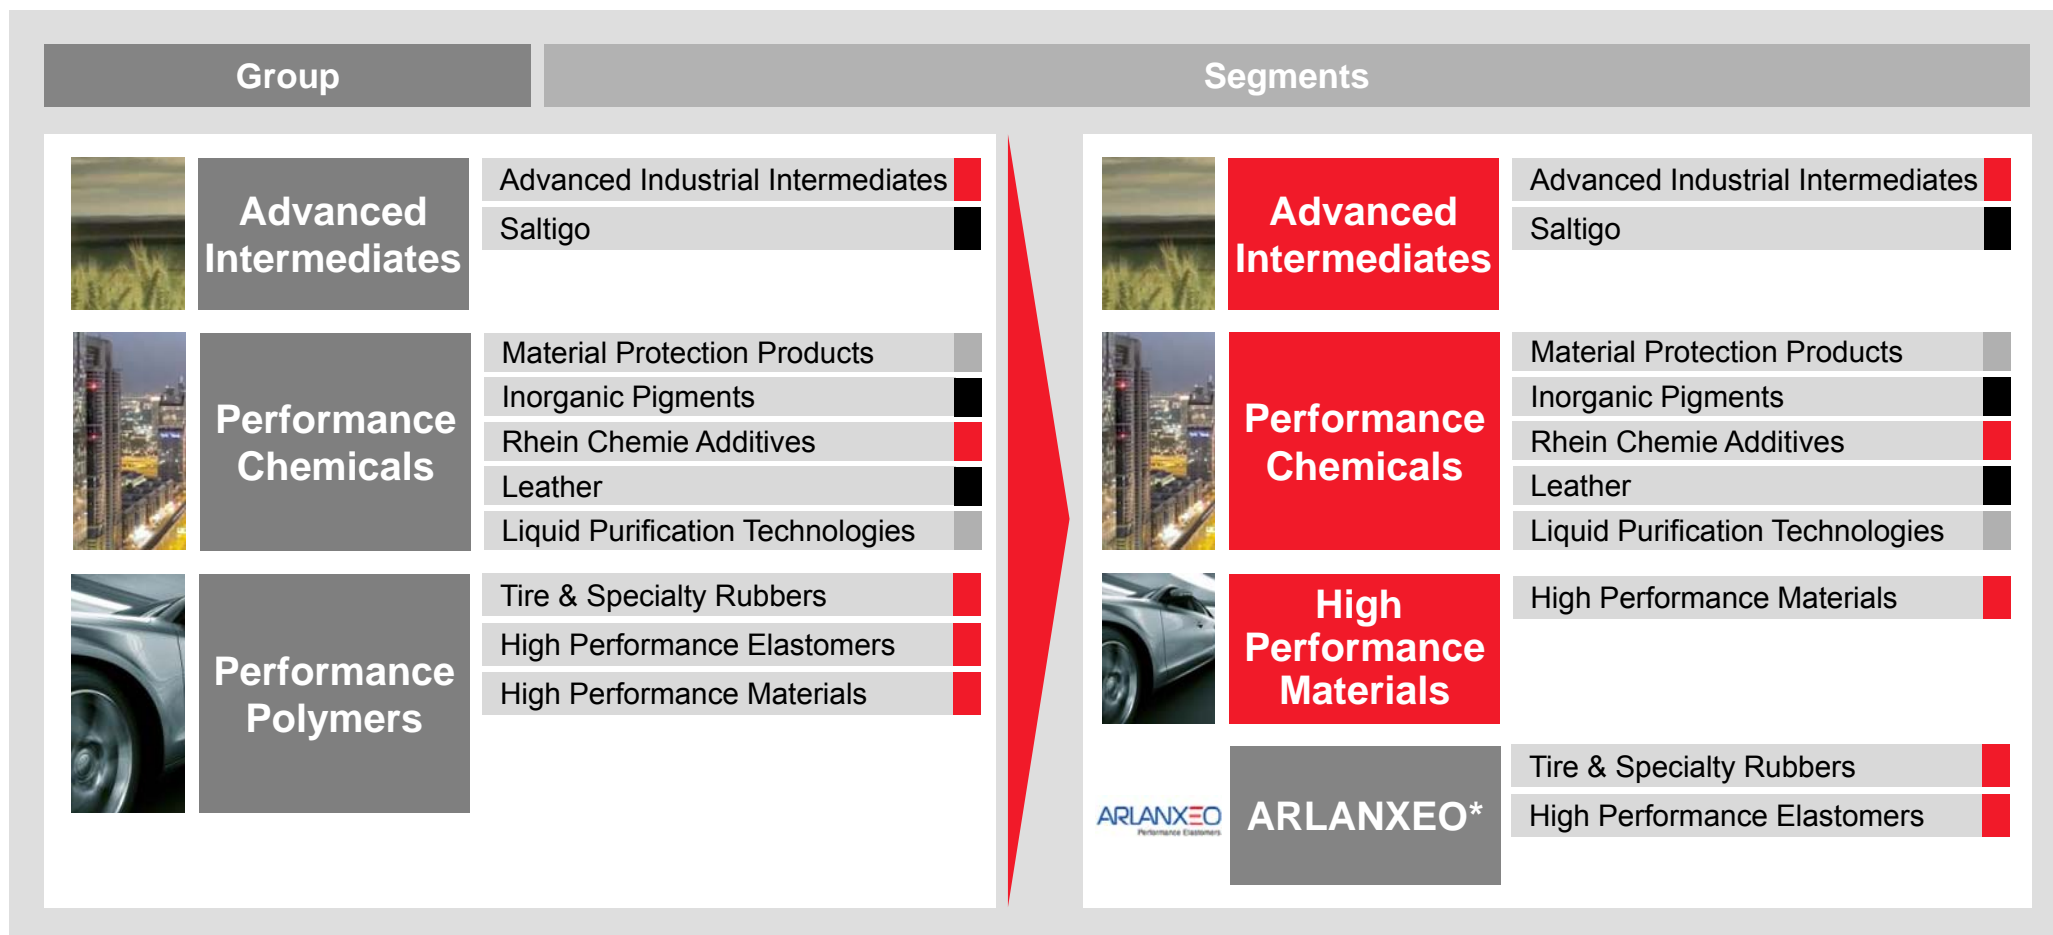 Group
Segments
Advanced
Intermediates
Advanced Industrial Intermediates
Saltigo
Performance
Chemicals
Material Protection Products
Inorganic Pigments
Rhein Chemie Additives
Leather
Liquid Purification Technologies
Performance
Polymers
Tire & Specialty Rubbers
High Performance Elastomers
High Performance Materials
Advanced
Intermediates
Advanced Industrial Intermediates
Saltigo
Performance
Chemicals
Material Protection Products
Inorganic Pigments
Rhein Chemie Additives
Leather
Liquid Purification Technologies
High
Performance
Materials
High Performance Materials
ARLANXEO
Performance Elastomers
ARLANXEO*
Tire & Specialty Rubbers
High Performance Elastomers